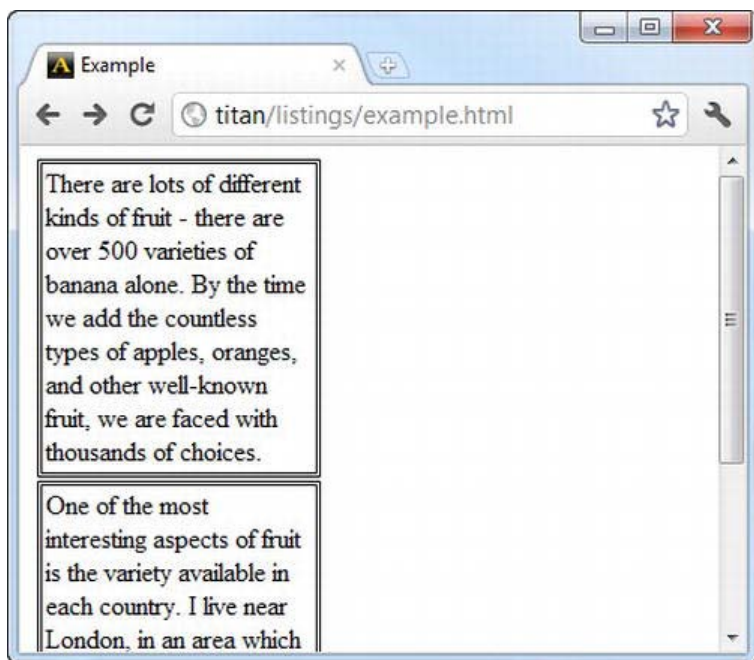 Example
titan/listings/example.html
There are lots of different
kinds of fruit - there are
over 500 varieties of
banana alone. By the time
we add the countless
types of apples, oranges,
and other well-known
fruit, we are faced with
thousands of choices.
One of the most
interesting aspects of fruit
is the variety available in
each country. I live near
London, in an area which